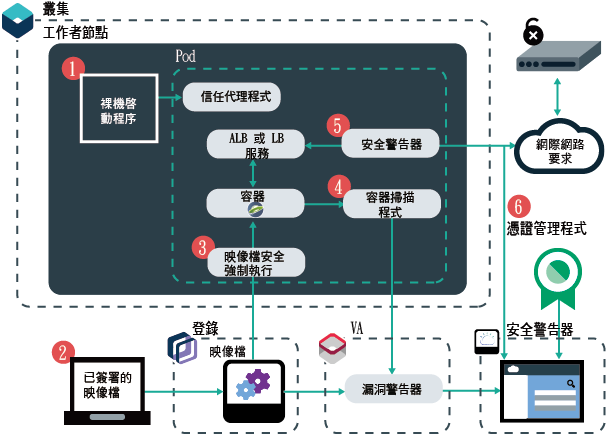 叢集
工作者節點
Pod
1
裸機啓
動程序
信任代理程式
ALB 或 LB
服務
5
安全警告器
網際網路
要求
容器
4
容器掃描
程式
6
憑證管理程式
3
映像檔安全
強制執行
登錄
映像檔
VA
安全警告器
2
已簽署的
映像檔
漏洞警告器